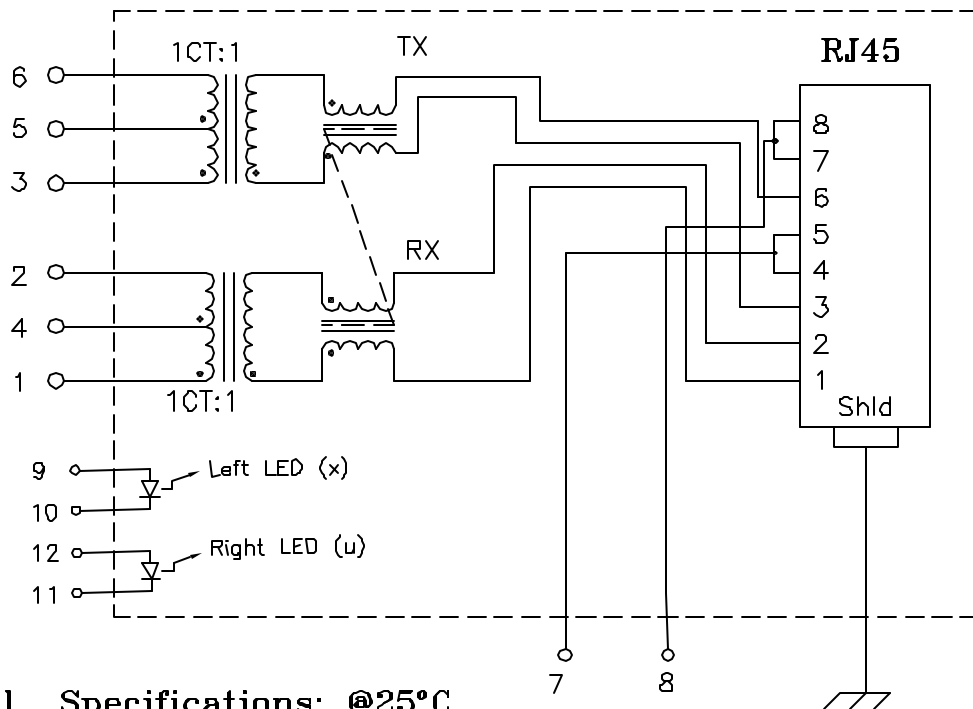 1CT:1
TX
RJ45
6
5
3
8
7
6
5
4
3
2
1
Shld
RX
2
4
1
1CT:1
9
Left LED (x)
10
12
Right LED (u)
11
7
8
Specifications: @25°C